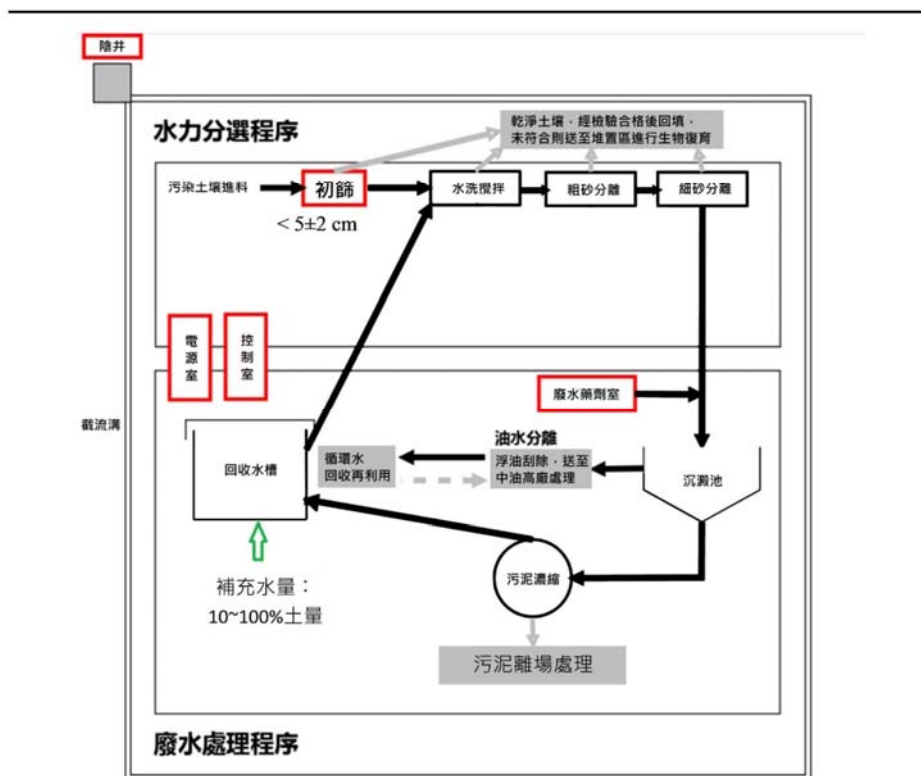 陰井
水力分選程序
乾淨土壤，經檢驗合格後回填，
未符合則送至堆置區進行生物復育
污染土壤進料
初篩
水洗攪拌
粗砂分離
細砂分離
< 5±2 cm
電源室
控制室
廢水藥劑室
截流溝
油水分離
回收水槽
循環水
回收再利用
浮油刮除，送至
中油高廠處理
沉澱池
污泥濃縮
補充水量：
10~100%土量
污泥離場處理
廢水處理程序